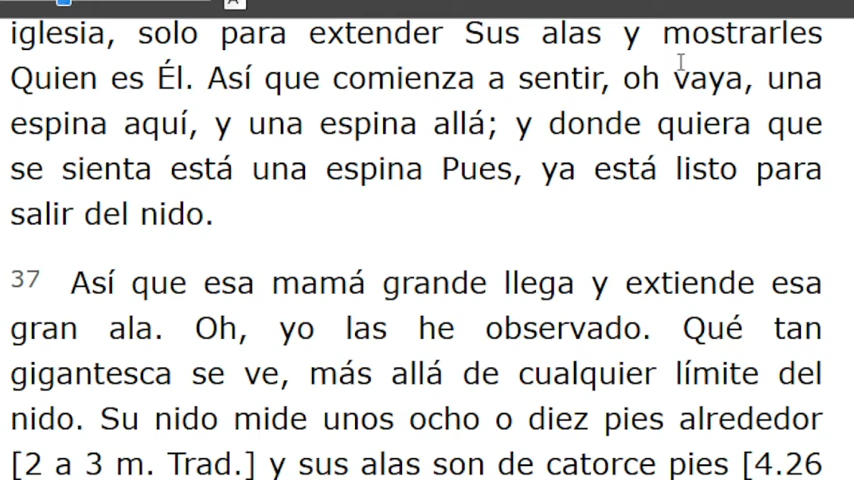 A
iglesia, solo para extender Sus alas y mostrarles
Quien es Él. Así que comienza a sentir, oh vaya, una
espina aquí, y una espina allá; y donde quiera que
se sienta está una espina Pues, ya está listo para
salir del nido.
37 Así que esa mamá grande llega y extiende esa
gran ala. Oh, yo las he observado. Qué tan
gigantesca se ve, más allá de cualquier límite del
nido. Su nido mide unos ocho o diez pies alrededor
[2 a 3 m. Trad.] y sus alas son de catorce pies [4.26